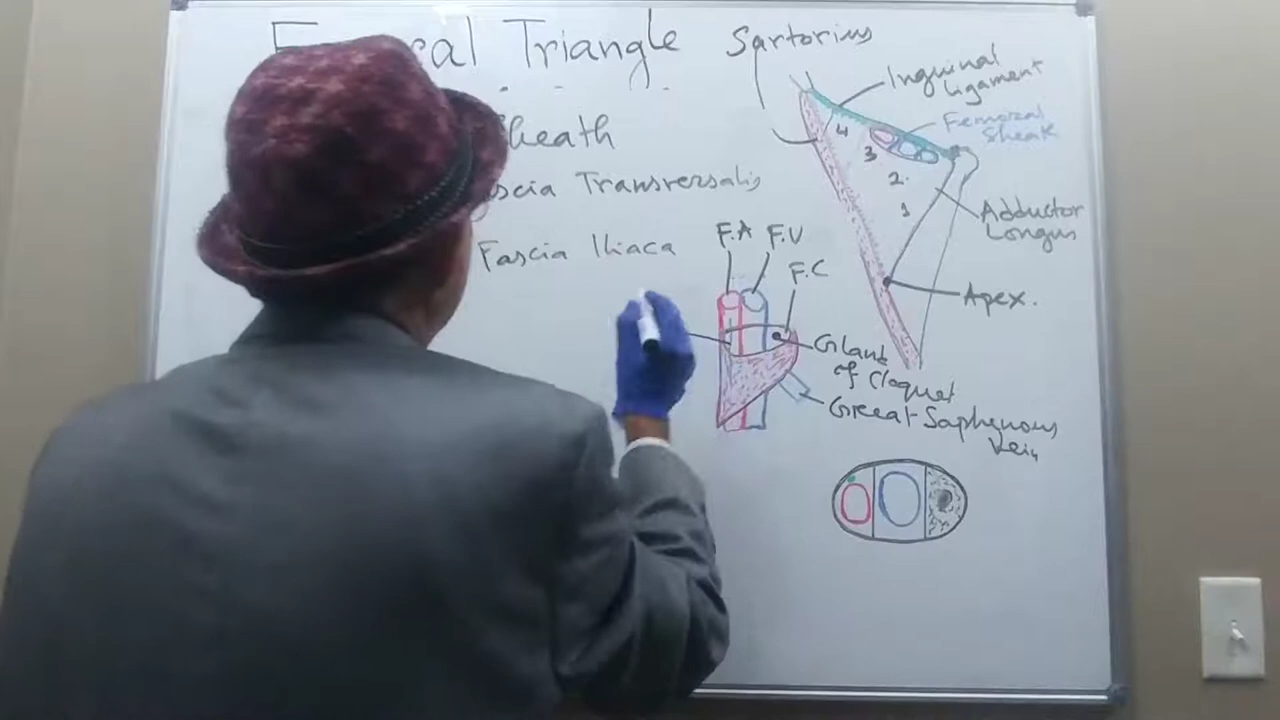 Triangle
Sheath
Fascia Transversalis
Fascia Iliaca
Sartorius
Inguinal
ligament
Femoral
Sheath
4
3
2.
1
Adductor
Longus
Apex.
F.A F.V
F.C
Gland
of Cloquet
Great Saphenous
Vein